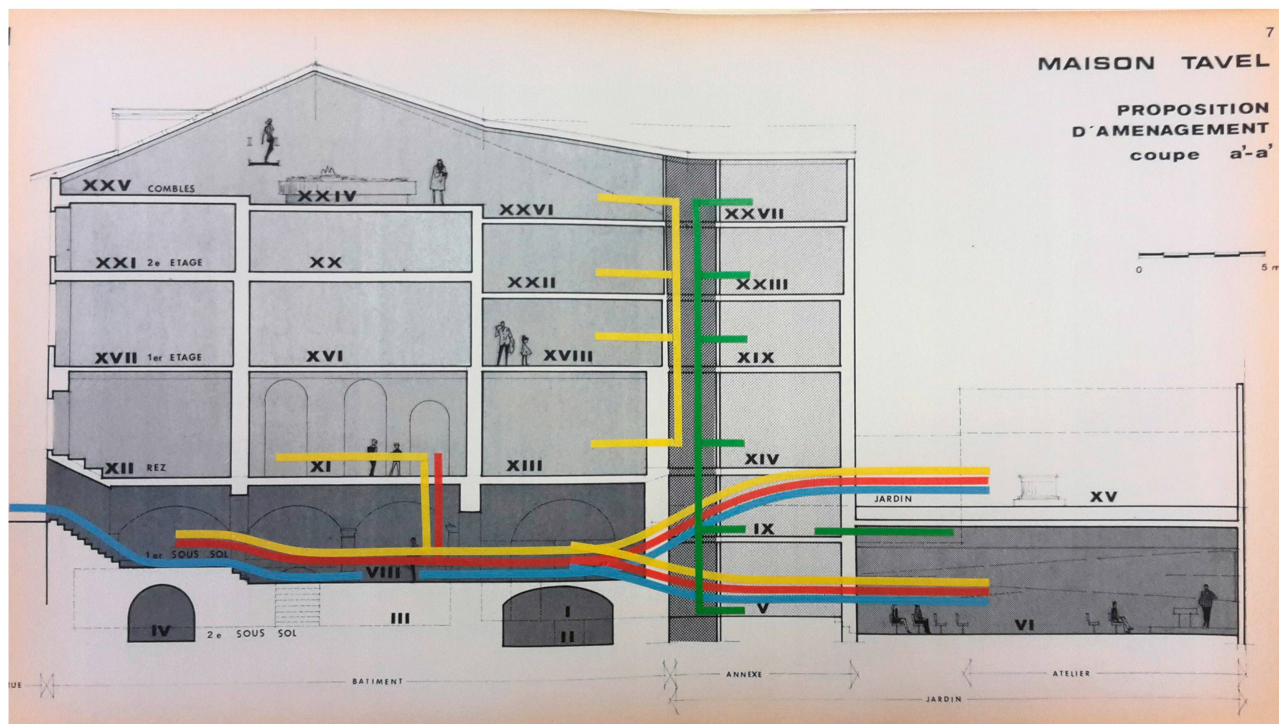 7
MAISON TAVEL
PROPOSITION
D'AMENAGEMENT
coupe a'-a'
0 5 m
XXV COMBLES
XXIV
XXVI
XXVII
XXI 2e ETAGE
XX
XXII
XXIII
XVII 1er ETAGE
XVI
XVIII
XIX
XII REZ
XI
XIII
XIV
JARDIN
XV
1er SOUS SOL
VIII
IX
IV
2e SOUS SOL
III
I
II
V
VI
UE
BATIMENT
ANNEXE
ATELIER
JARDIN